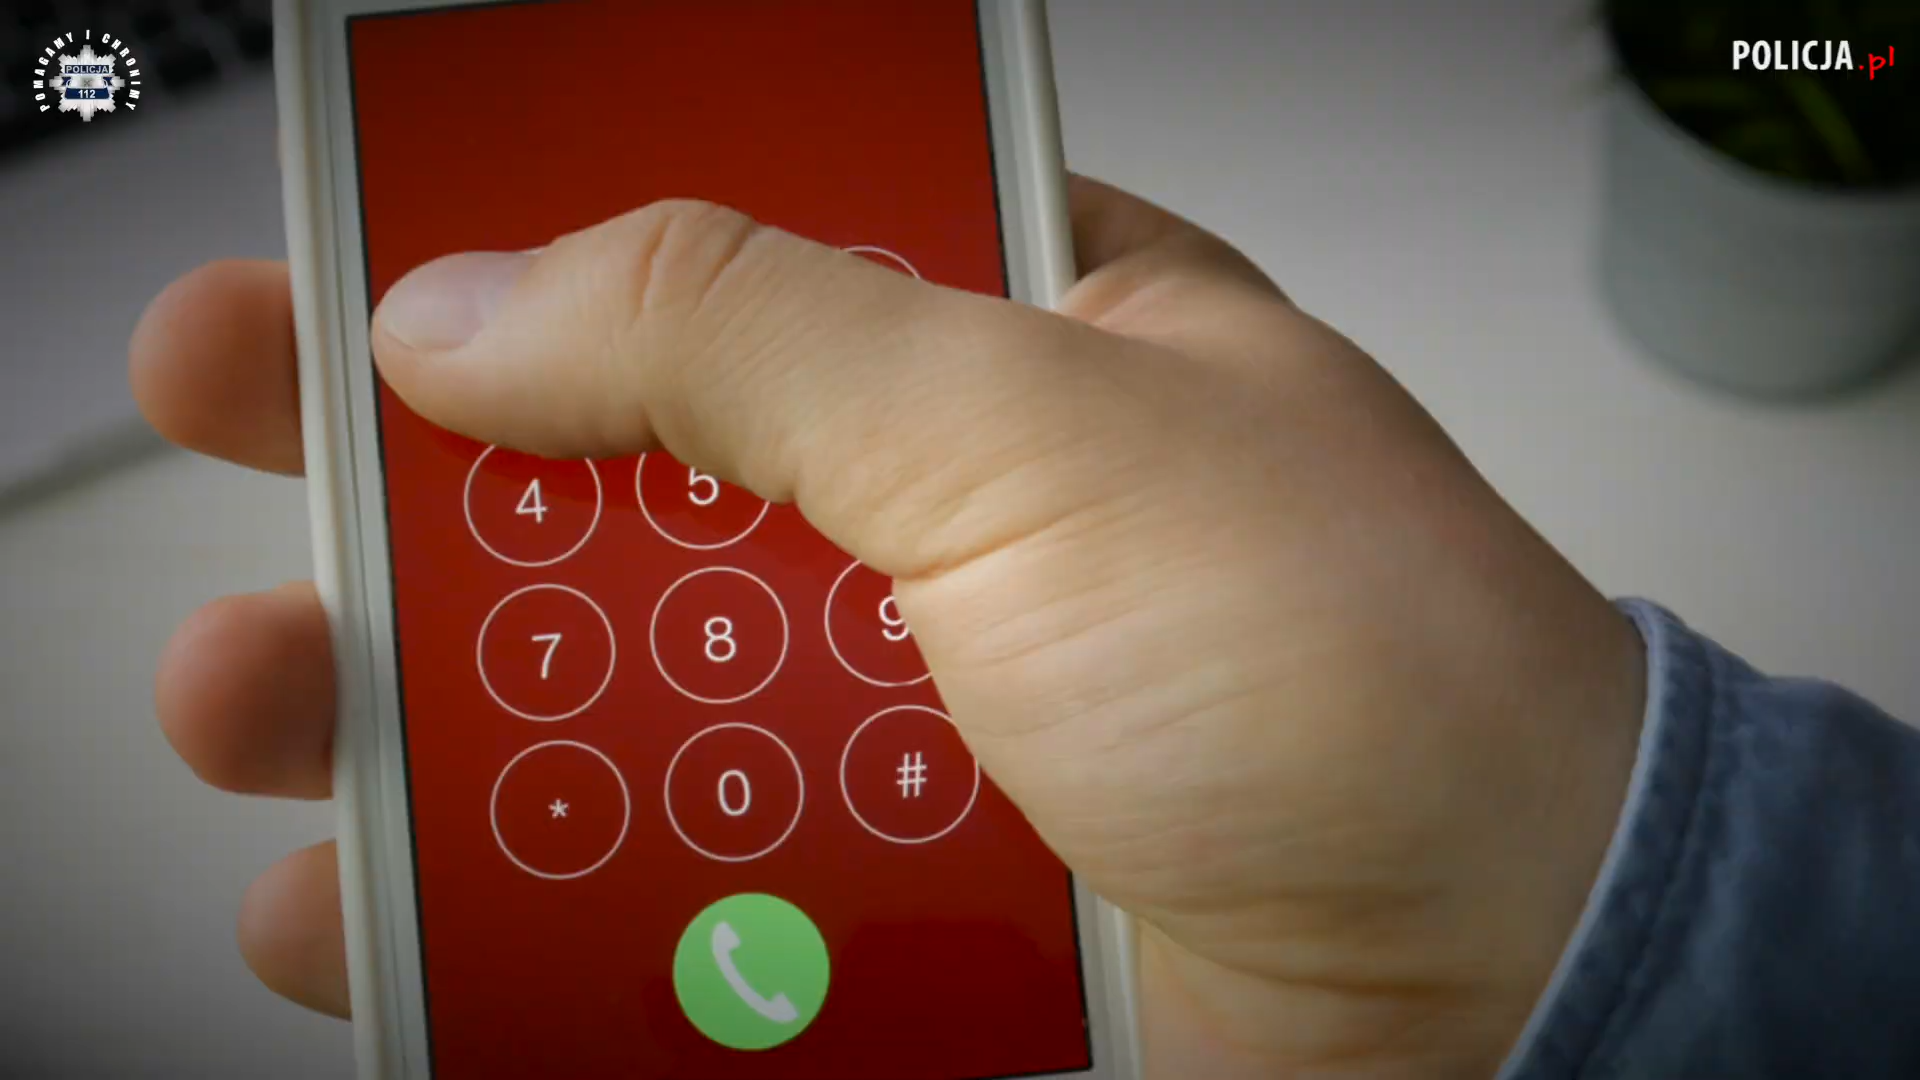 POMAGAMY I CHRONIMY
POLICJA
112
POLICJA.pl
4 5
7 8 9
* 0 #